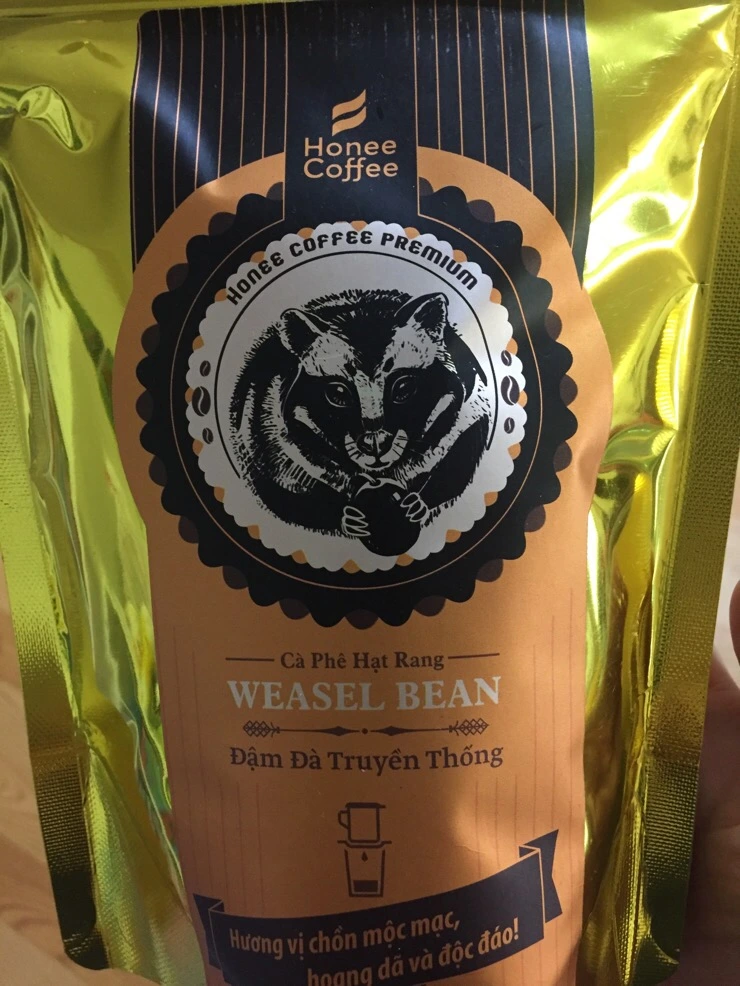 Honee
Coffee
HONEE COFFEE PREMIUM
Cà Phê Hạt Rang
WEASEL BEAN
Đậm Đà Truyền Thống
Hương vị chồn mộc mạc,
hoang dã và độc đáo!